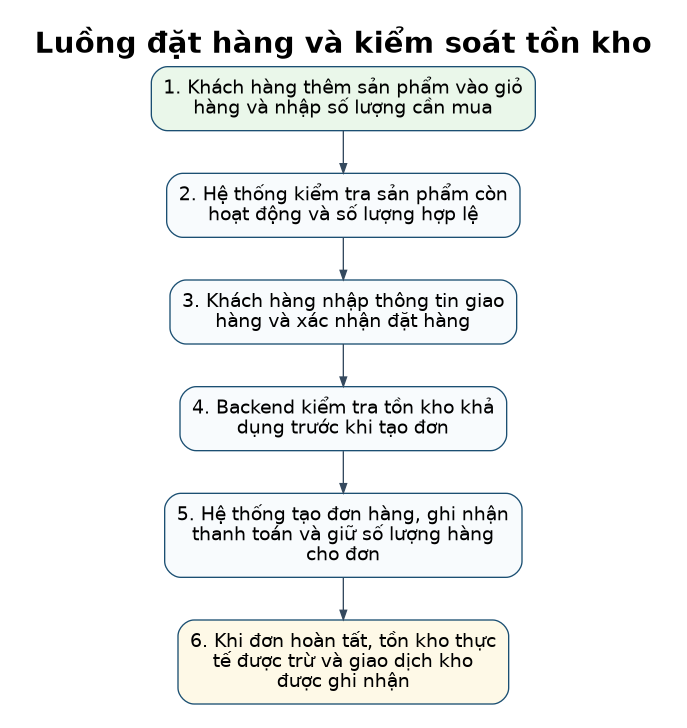 Luồng đặt hàng và kiểm soát tồn kho
1. Khách hàng thêm sản phẩm vào giỏ
hàng và nhập số lượng cần mua
2. Hệ thống kiểm tra sản phẩm còn
hoạt động và số lượng hợp lệ
3. Khách hàng nhập thông tin giao
hàng và xác nhận đặt hàng
4. Backend kiểm tra tồn kho khả
dụng trước khi tạo đơn
5. Hệ thống tạo đơn hàng, ghi nhận
thanh toán và giữ số lượng hàng
cho đơn
6. Khi đơn hoàn tất, tồn kho thực
tế được trừ và giao dịch kho
được ghi nhận